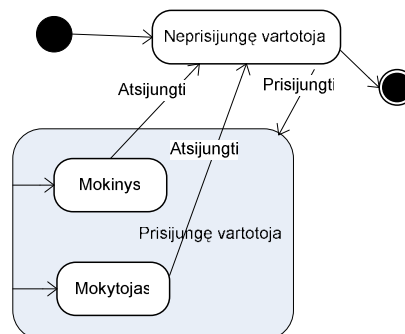 Neprisijungę vartotoja
Atsijungti
Prisijungti
Atsijungti
Mokinys
Prisijungę vartotoja
Mokytojas